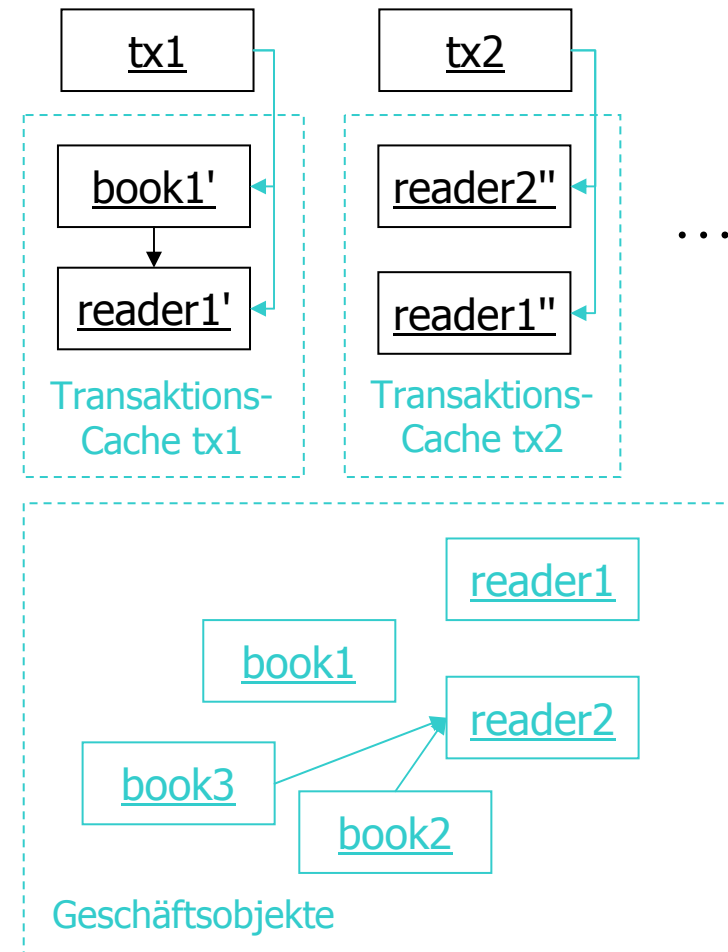 tx1
tx2
book1'
reader2"
...
reader1'
reader1"
Transaktions-
Cache tx1
Transaktions-
Cache tx2
reader1
book1
reader2
book3
book2
Geschäftsobjekte